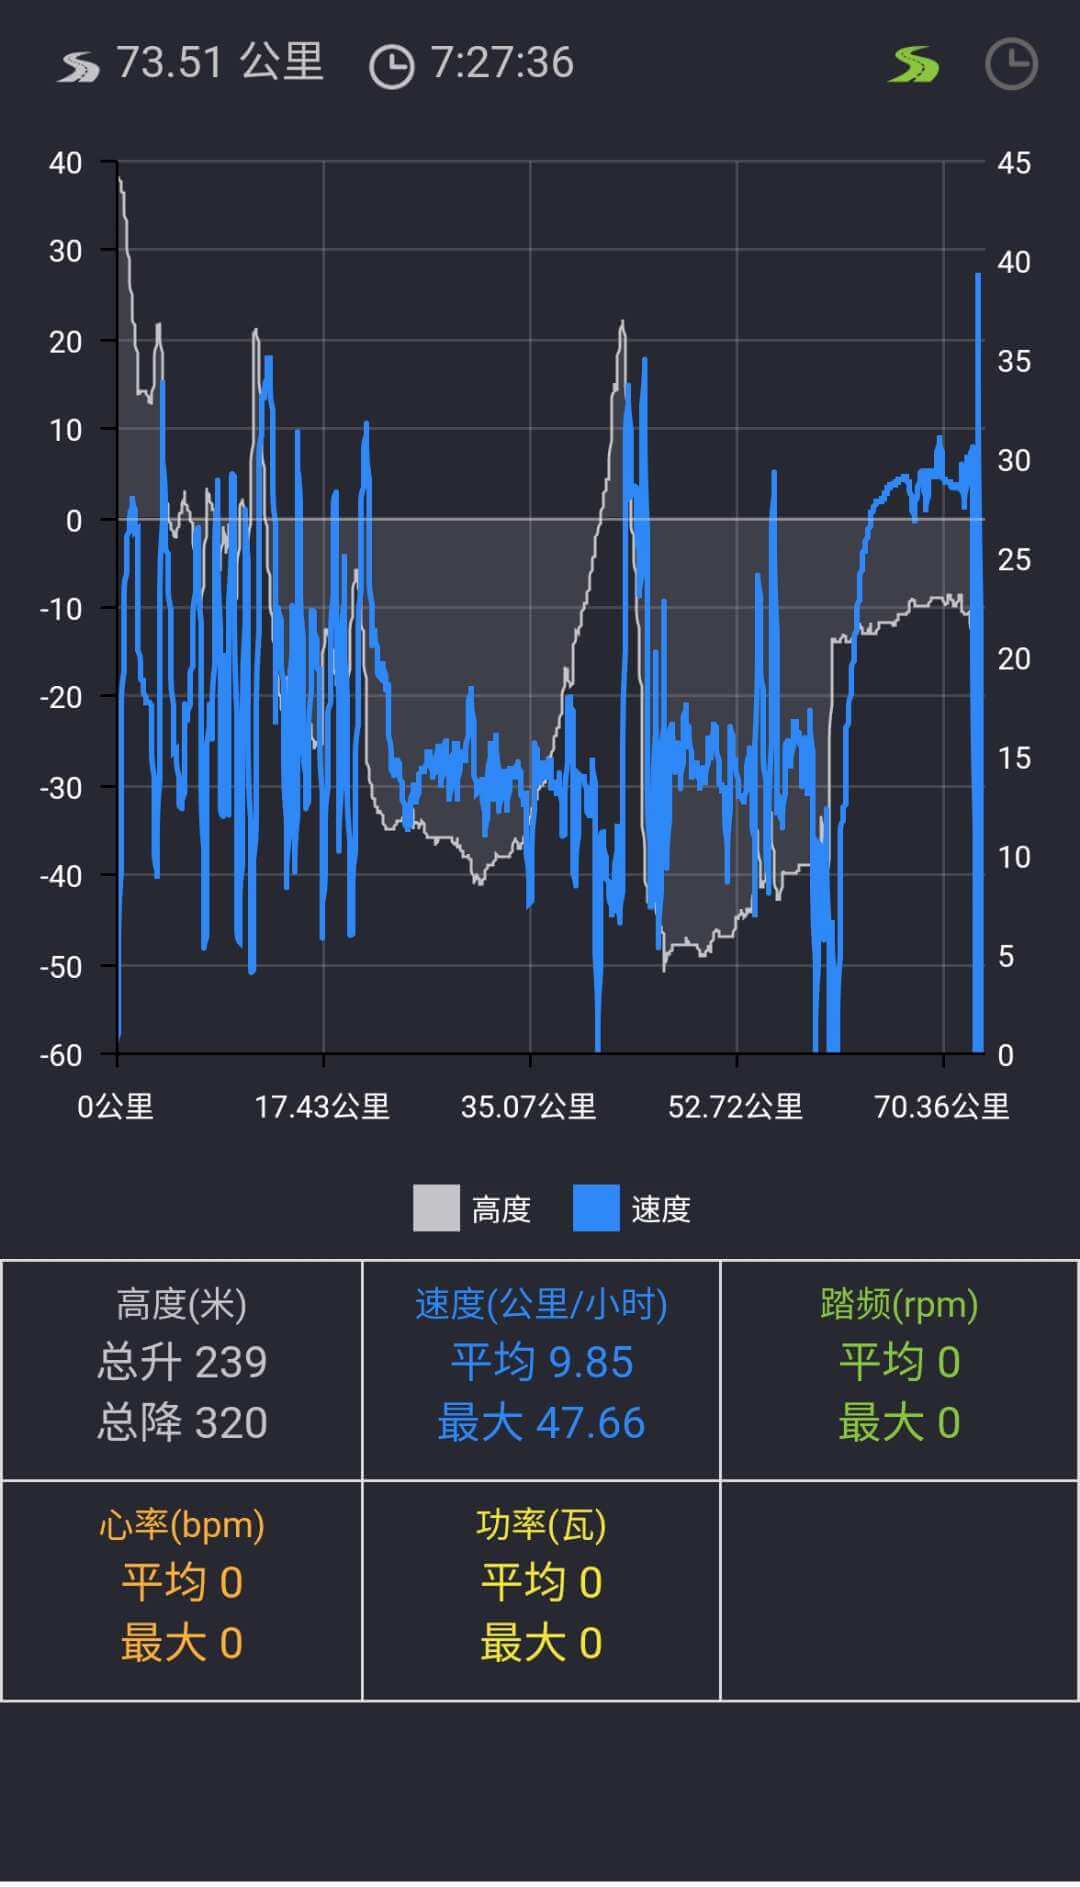 73.51 公里 7:27:36
40 45
30 40
20 35
10 30
0 25
-10 20
-20 15
-30 10
-40 5
-50 0
-60
0公里 17.43公里 35.07公里 52.72公里 70.36公里
高度 速度
高度(米)
总升 239
总降 320
速度(公里/小时)
平均 9.85
最大 47.66
踏频(rpm)
平均 0
最大 0
心率(bpm)
平均 0
最大 0
功率(瓦)
平均 0
最大 0